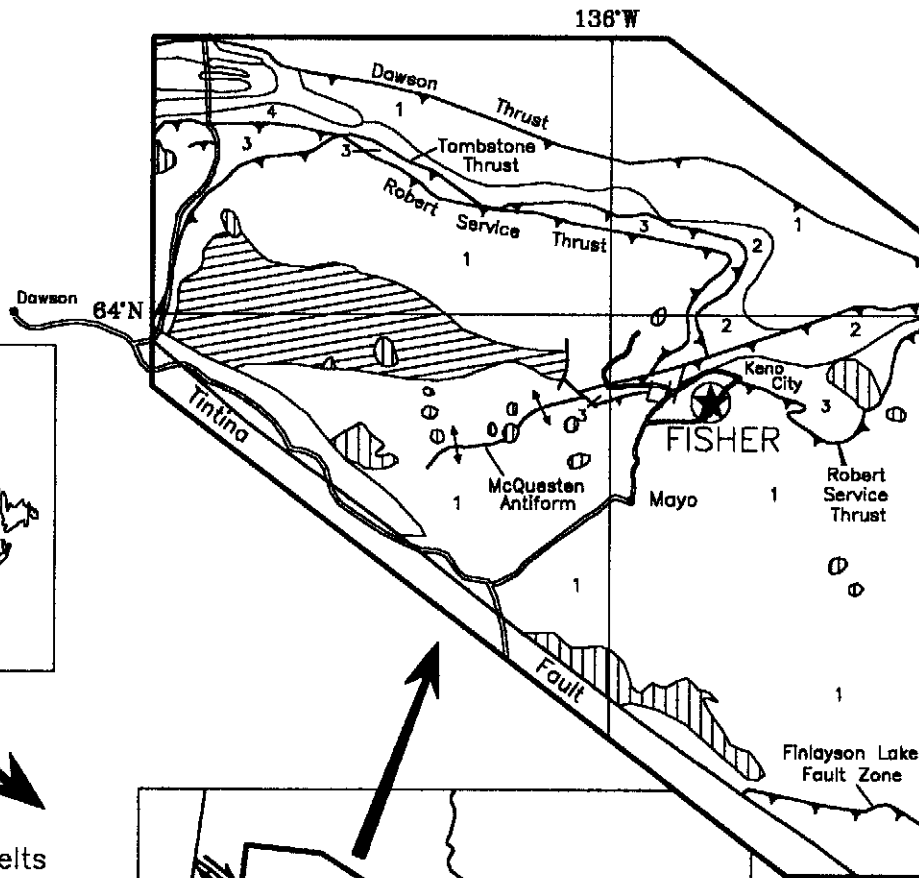 136°W
Dawson
Thrust
1
4
3
3
Tombstone
Thrust
Robert
Service
Thrust
3
2
1
1
Dawson
64°N
2
2
Keno
City
3
3
FISHER
Tintina
McQuesten
Antiform
1
Mayo
1
Robert
Service
Thrust
1
Fault
1
Finlayson Lake
Fault Zone
elts